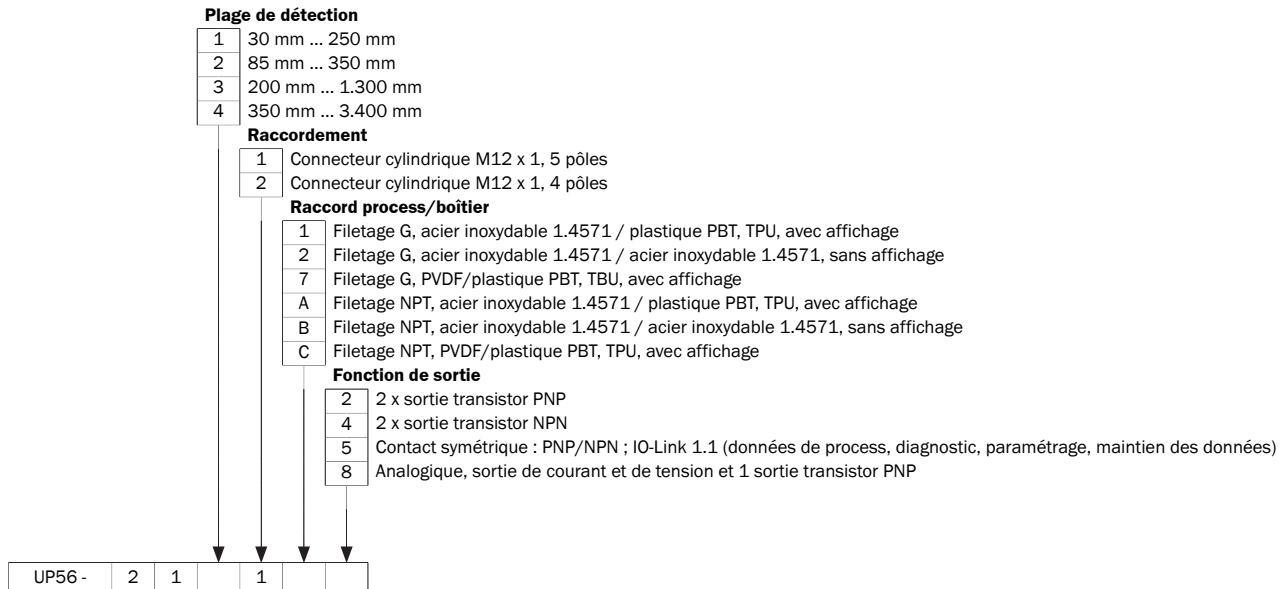 Plage de détection
1 30 mm ... 250 mm
2 85 mm ... 350 mm
3 200 mm ... 1.300 mm
4 350 mm ... 3.400 mm
Raccordement
1 Connecteur cylindrique M12 x 1, 5 pôles
2 Connecteur cylindrique M12 x 1, 4 pôles
Raccord process/boîtier
1 Filetage G, acier inoxydable 1.4571 / plastique PBT, TPU, avec affichage
2 Filetage G, acier inoxydable 1.4571 / acier inoxydable 1.4571, sans affichage
7 Filetage G, PVDF/plastique PBT, TBU, avec affichage
A Filetage NPT, acier inoxydable 1.4571 / plastique PBT, TPU, avec affichage
B Filetage NPT, acier inoxydable 1.4571 / acier inoxydable 1.4571, sans affichage
C Filetage NPT, PVDF/plastique PBT, TPU, avec affichage
Fonction de sortie
2 2 x sortie transistor PNP
4 2 x sortie transistor NPN
5 Contact symétrique : PNP/NPN ; IO-Link 1.1 (données de process, diagnostic, paramétrage, maintien des données)
8 Analogique, sortie de courant et de tension et 1 sortie transistor PNP
UP56 - 2 1 1